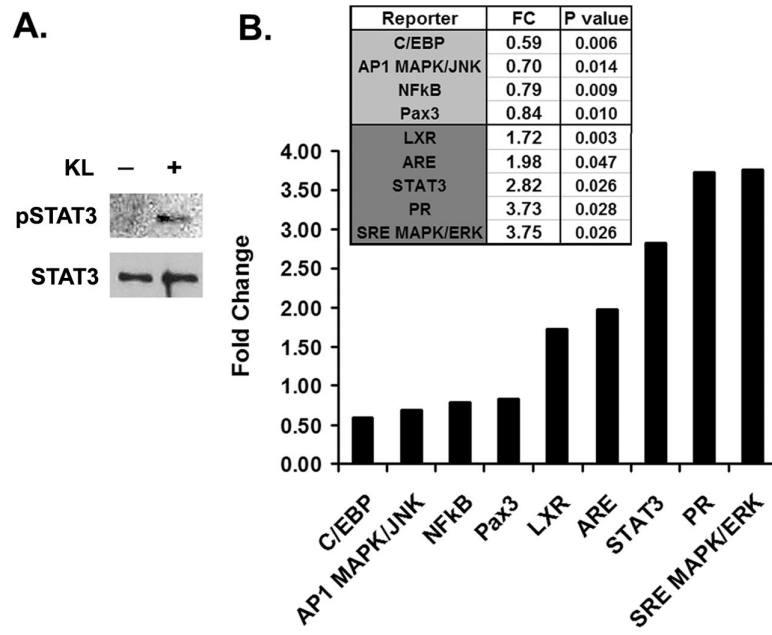 A.
KL – +
pSTAT3
STAT3
B.
Reporter FC P value
C/EBP 0.59 0.006
AP1 MAPK/JNK 0.70 0.014
NFkB 0.79 0.009
Pax3 0.84 0.010
LXR 1.72 0.003
ARE 1.98 0.047
STAT3 2.82 0.026
PR 3.73 0.028
SRE MAPK/ERK 3.75 0.026
Fold Change
4.00
3.50
3.00
2.50
2.00
1.50
1.00
0.50
0.00
C/EBP
AP1 MAPK/JNK
NFkB
Pax3
LXR
ARE
STAT3
PR
SRE MAPK/ERK